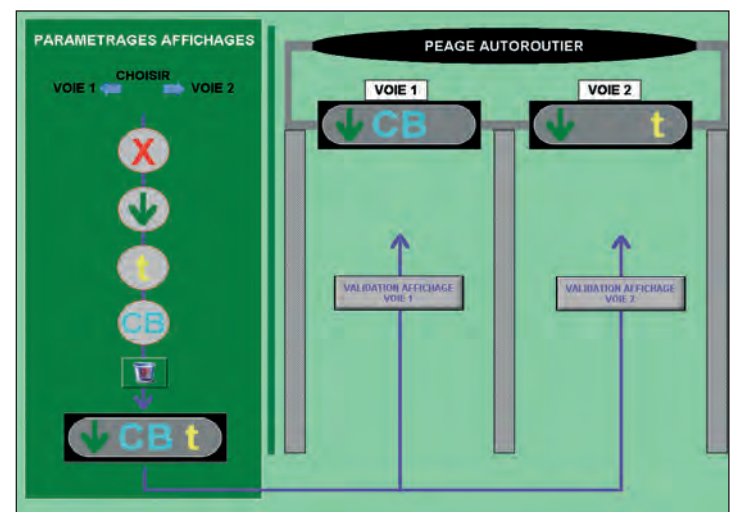 PARAMETRAGES AFFICHAGES
CHOISIR
VOIE 1
VOIE 2
X
t
CB
CB t
PEAGE AUTOROUTIER
VOIE 1
VOIE 2
CB
t
VALIDATION AFFICHAGE
VOIE 1
VALIDATION AFFICHAGE
VOIE 2